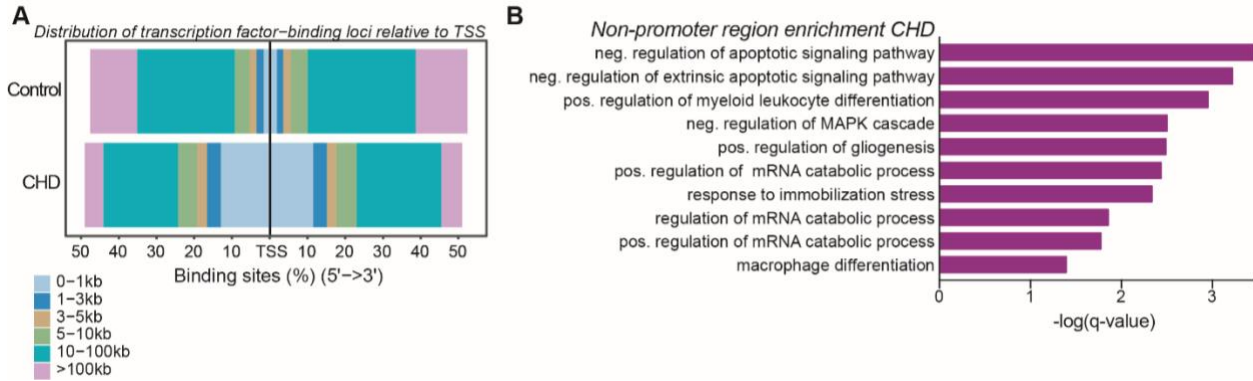 A
Distribution of transcription factor−binding loci relative to TSS
Control
CHD
50 40 30 20 10 TSS 10 20 30 40 50
Binding sites (%) (5'−>3')
0−1kb
1−3kb
3−5kb
5−10kb
10−100kb
>100kb
B
Non-promoter region enrichment CHD
neg. regulation of apoptotic signaling pathway
neg. regulation of extrinsic apoptotic signaling pathway
pos. regulation of myeloid leukocyte differentiation
neg. regulation of MAPK cascade
pos. regulation of gliogenesis
pos. regulation of mRNA catabolic process
response to immobilization stress
regulation of mRNA catabolic process
pos. regulation of mRNA catabolic process
macrophage differentiation
0 1 2 3
-log(q-value)